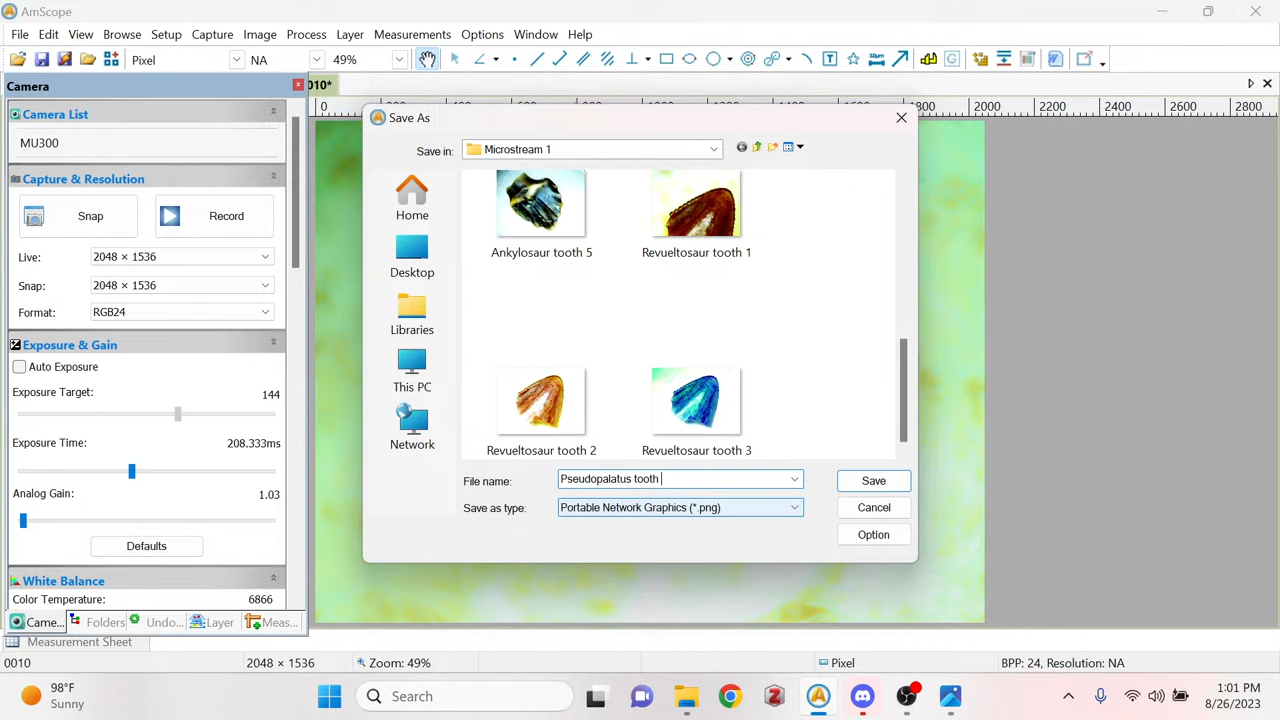 AmScope
File Edit View Browse Setup Capture Image Process Layer Measurements Options Window Help
Pixel NA 49%
Camera
010*
Camera List
MU300
Capture & Resolution
Snap Record
Live: 2048 × 1536
Snap: 2048 × 1536
Format: RGB24
Exposure & Gain
Auto Exposure
Exposure Target: 144
Exposure Time: 208.333ms
Analog Gain: 1.03
Defaults
White Balance
Color Temperature: 6866
Came... Folders Undo... Layer Meas...
Measurement Sheet
0 2000 2200 2400 2600 2800
Save As
Save in: Microstream 1
Home
Desktop
Libraries
This PC
Network
Ankylosaur tooth 5 Revueltosaur tooth 1
Revueltosaur tooth 2 Revueltosaur tooth 3
File name: Pseudopalatus tooth
Save as type: Portable Network Graphics (*.png)
Save
Cancel
Option
0010 2048 × 1536 Zoom: 49% Pixel BPP: 24, Resolution: NA
98°F
Sunny
Search
1:01 PM
8/26/2023